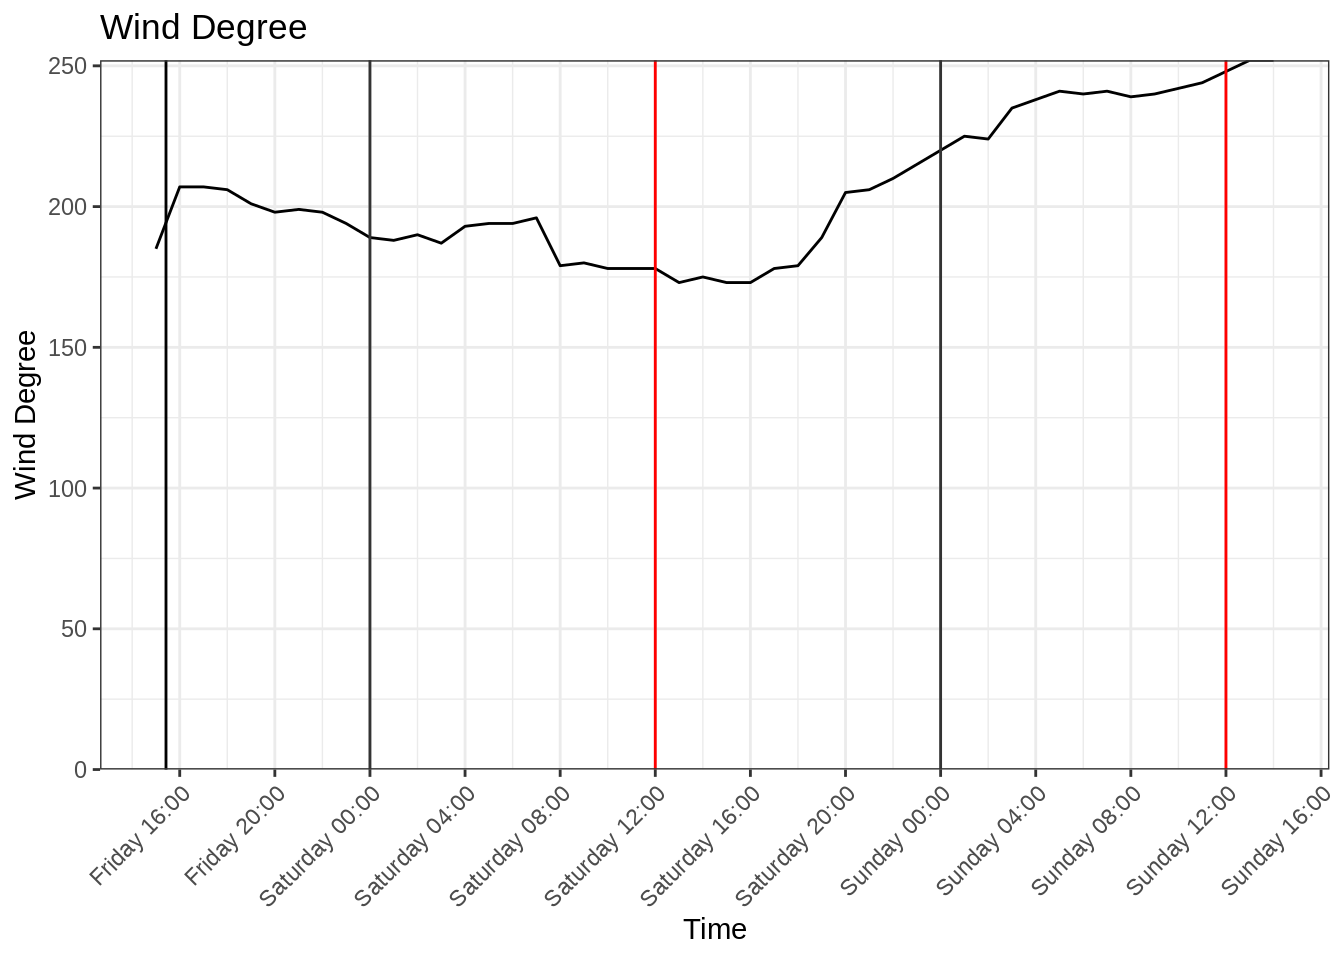 Wind Degree
250
200
150
100
50
0
Wind Degree
Friday 16:00
Friday 20:00
Saturday 00:00
Saturday 04:00
Saturday 08:00
Saturday 12:00
Saturday 16:00
Saturday 20:00
Sunday 00:00
Sunday 04:00
Sunday 08:00
Sunday 12:00
Sunday 16:00
Time